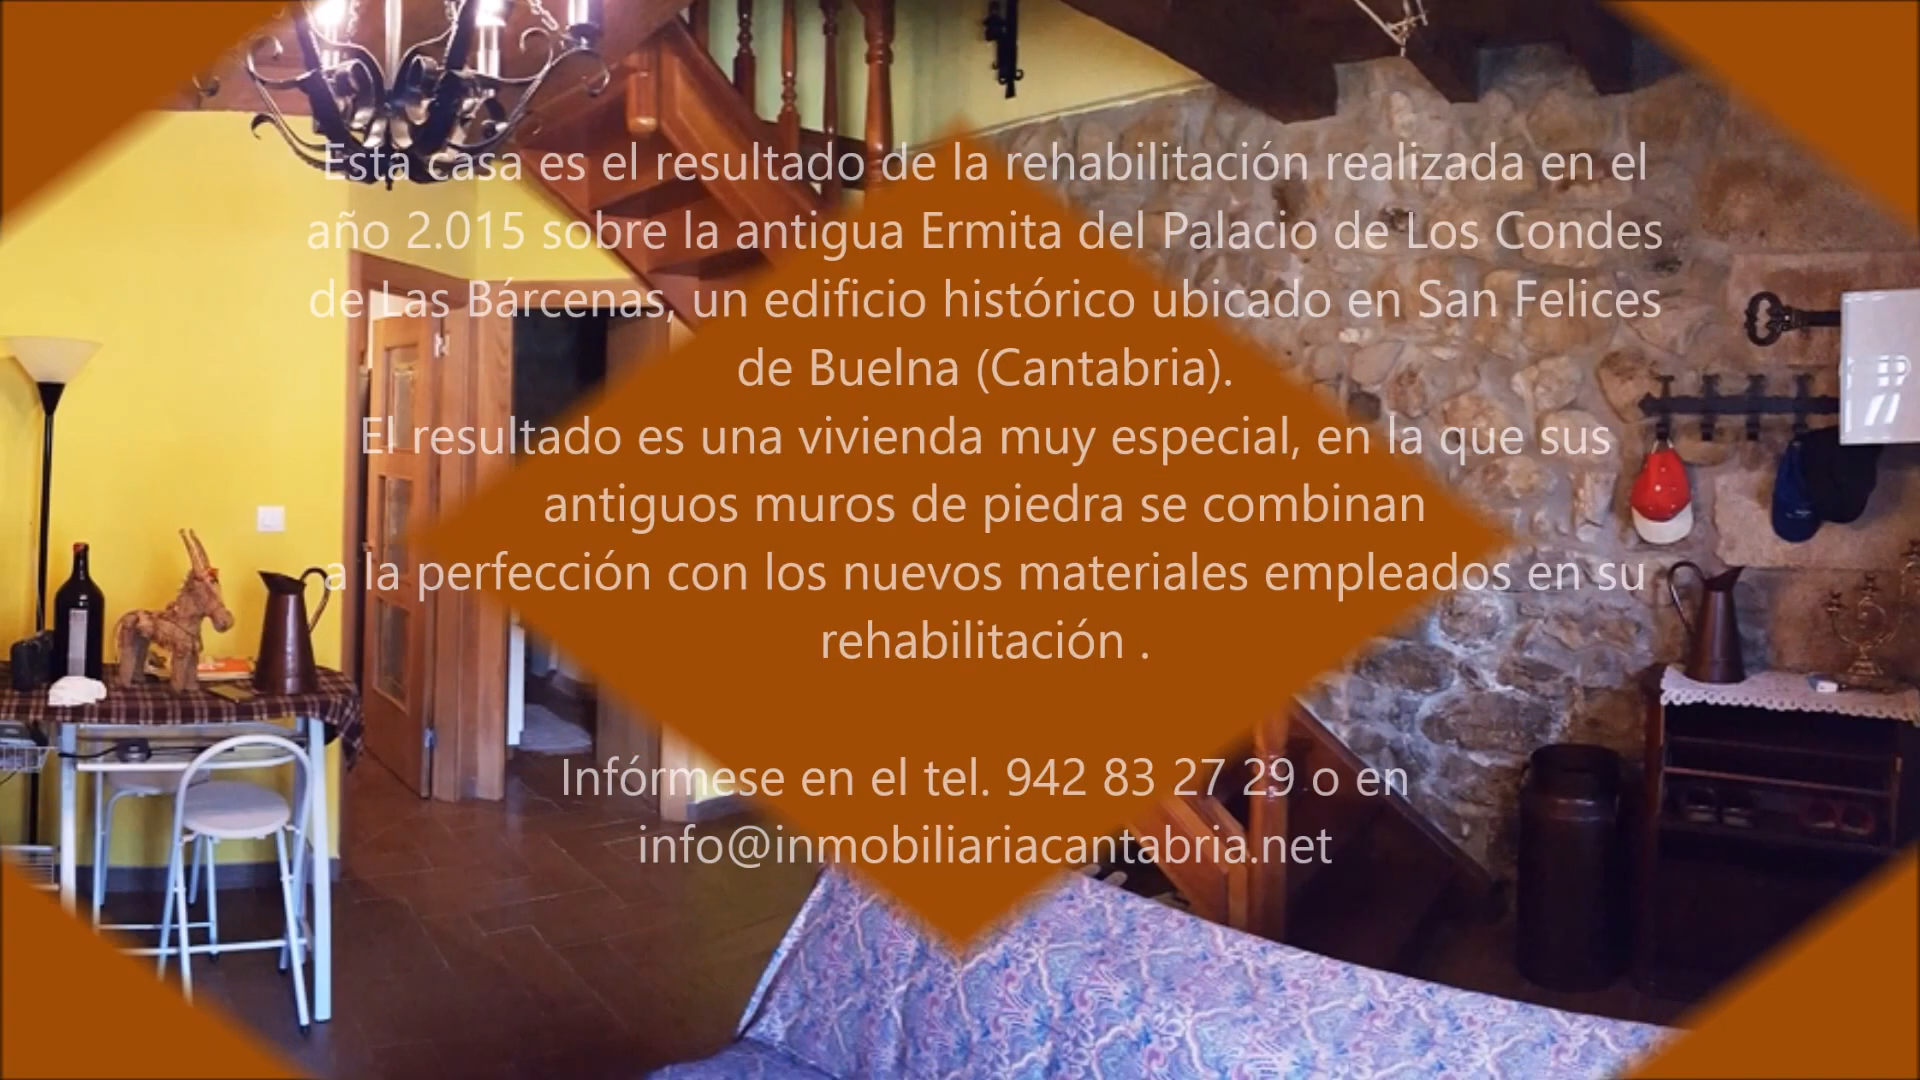 Esta casa es el resultado de la rehabilitación realizada en el
año 2.015 sobre la antigua Ermita del Palacio de Los Condes
de Las Bárcenas, un edificio histórico ubicado en San Felices
de Buelna (Cantabria).
El resultado es una vivienda muy especial, en la que sus
antiguos muros de piedra se combinan
a la perfección con los nuevos materiales empleados en su
rehabilitación .
Infórmese en el tel. 942 83 27 29 o en
info@inmobiliariacantabria.net